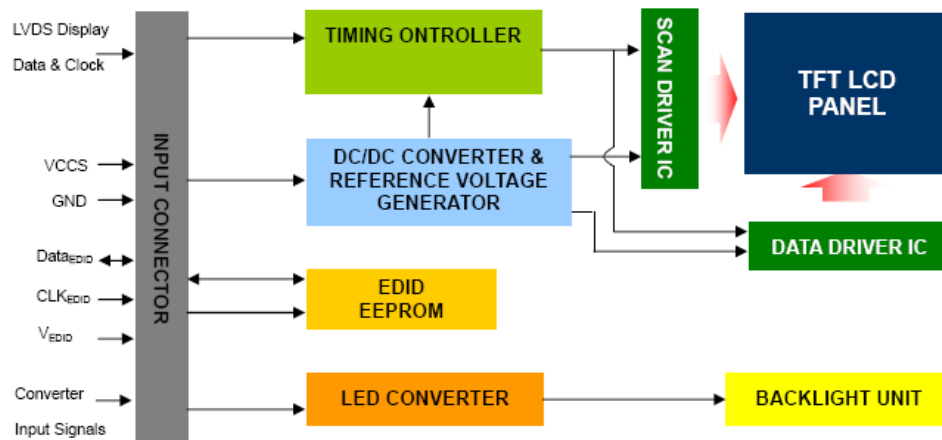 LVDS Display
Data & Clock
VCCS
GND
DataEDID
CLKEDID
VEDID
Converter
Input Signals
INPUT CONNECTOR
TIMING ONTROLLER
DC/DC CONVERTER &
REFERENCE VOLTAGE
GENERATOR
EDID
EEPROM
LED CONVERTER
SCAN DRIVER IC
TFT LCD
PANEL
DATA DRIVER IC
BACKLIGHT UNIT